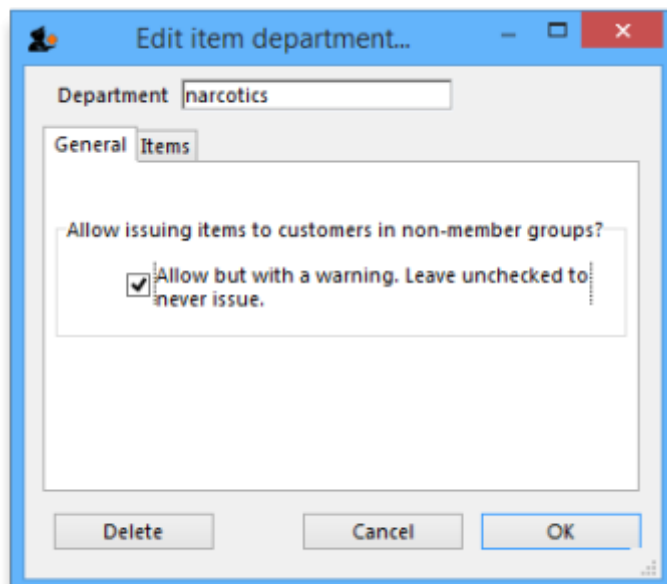 Edit item department...
Department narcotics
General Items
Allow issuing items to customers in non-member groups?
Allow but with a warning. Leave unchecked to
never issue.
Delete Cancel OK